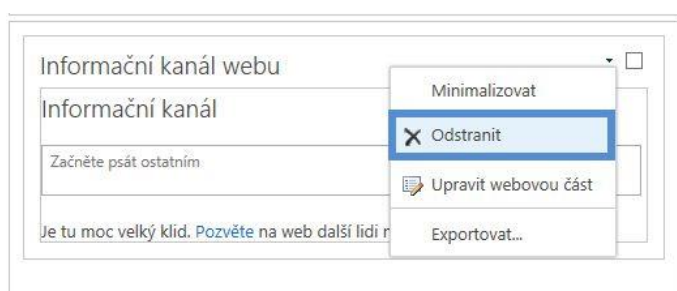 Informační kanál webu
Minimalizovat
Informační kanál
Odstranit
Začněte psát ostatním
Upravit webovou část
Je tu moc velký klid. Pozvěte na web další lidi
Exportovat...